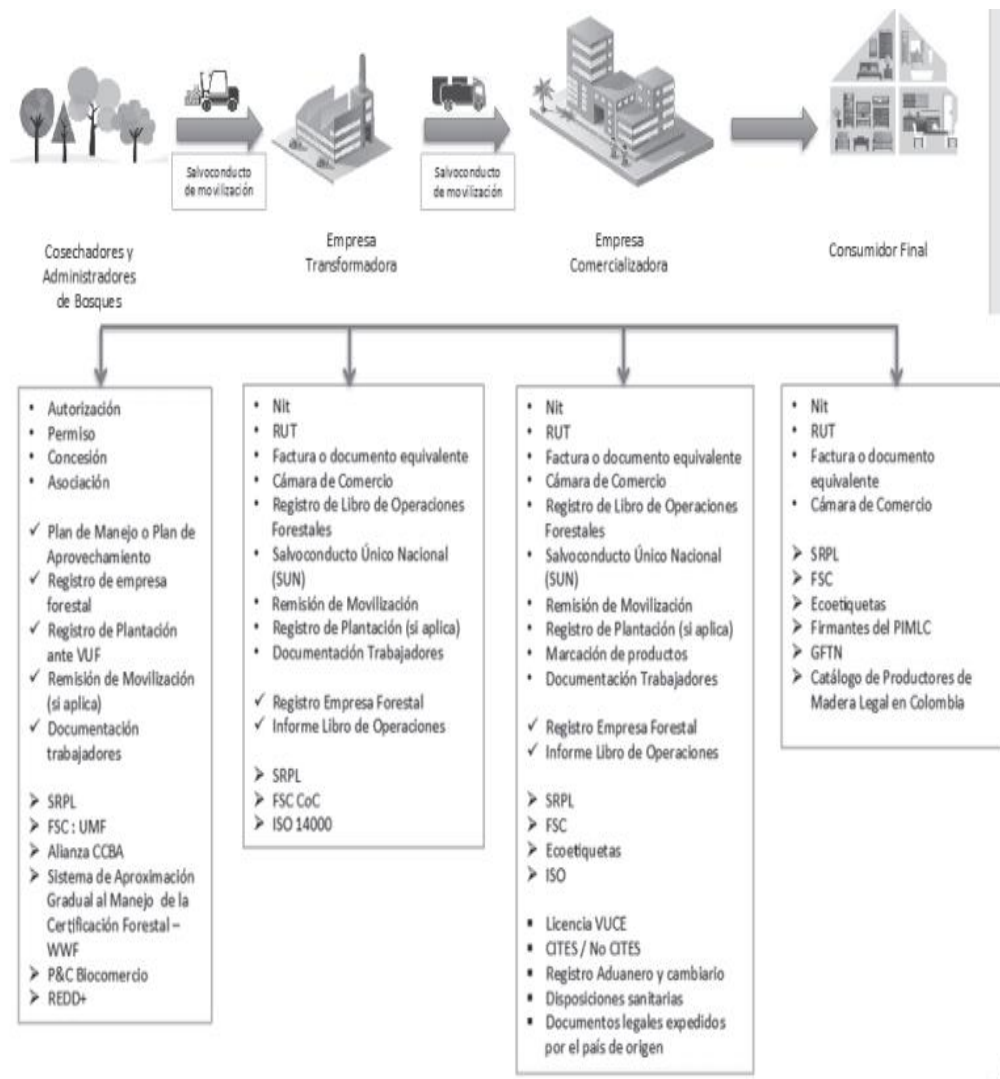 Salvoconducto
de movilización
Salvoconducto
de movilización
Cosechadores y
Administradores
de Bosques
Empresa
Transformadora
Empresa
Comercializadora
Consumidor Final
• Autorización
• Permiso
• Concesión
• Asociación
✓ Plan de Manejo o Plan de
Aprovechamiento
✓ Registro de empresa
forestal
✓ Registro de Plantación
ante VUF
✓ Remisión de Movilización
(si aplica)
✓ Documentación
trabajadores
➤ SRPL
➤ FSC : UMF
➤ Alianza CCBA
➤ Sistema de Aproximación
Gradual al Manejo de la
Certificación Forestal –
WWF
➤ P&C Biocomercio
➤ REDD+
• Nit
• RUT
• Factura o documento equivalente
• Cámara de Comercio
• Registro de Libro de Operaciones
Forestales
• Salvoconducto Único Nacional
(SUN)
• Remisión de Movilización
• Registro de Plantación (si aplica)
• Documentación Trabajadores
✓ Registro Empresa Forestal
✓ Informe Libro de Operaciones
➤ SRPL
➤ FSC CoC
➤ ISO 14000
• Nit
• RUT
• Factura o documento equivalente
• Cámara de Comercio
• Registro de Libro de Operaciones
Forestales
• Salvoconducto Único Nacional
(SUN)
• Remisión de Movilización
• Registro de Plantación (si aplica)
• Marcación de productos
• Documentación Trabajadores
✓ Registro Empresa Forestal
✓ Informe Libro de Operaciones
➤ SRPL
➤ FSC
➤ Ecoetiquetas
➤ ISO
▪ Licencia VUCE
▪ CITES / No CITES
▪ Registro Aduanero y cambiario
▪ Disposiciones sanitarias
▪ Documentos legales expedidos
por el país de origen
• Nit
• RUT
• Factura o documento
equivalente
• Cámara de Comercio
➤ SRPL
➤ FSC
➤ Ecoetiquetas
➤ Firmantes del PIMLC
➤ GFTN
➤ Catálogo de Productores de
Madera Legal en Colombia